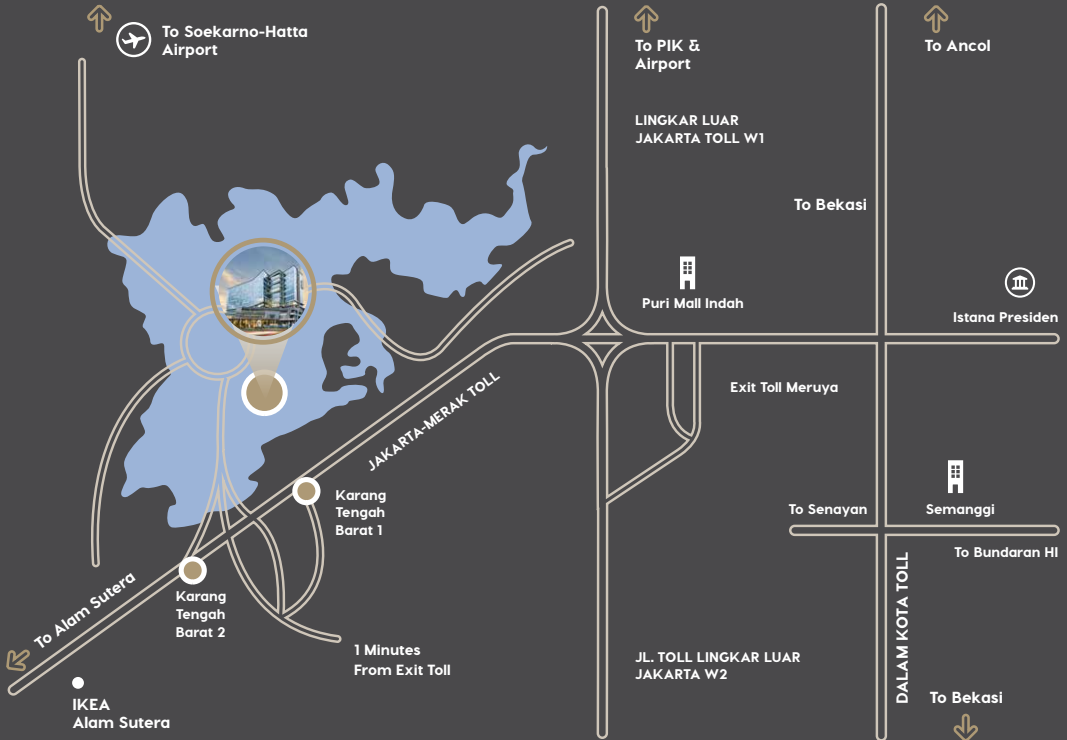 To Soekarno-Hatta
Airport
To PIK &
Airport
To Ancol
LINGKAR LUAR
JAKARTA TOLL W1
To Bekasi
Puri Mall Indah
Istana Presiden
Exit Toll Meruya
JAKARTA-MERAK TOLL
Karang
Tengah
Barat 1
Semanggi
To Senayan
To Bundaran HI
DALAM KOTA TOLL
Karang
Tengah
Barat 2
To Alam Sutera
1 Minutes
From Exit Toll
JL. TOLL LINGKAR LUAR
JAKARTA W2
To Bekasi
IKEA
Alam Sutera